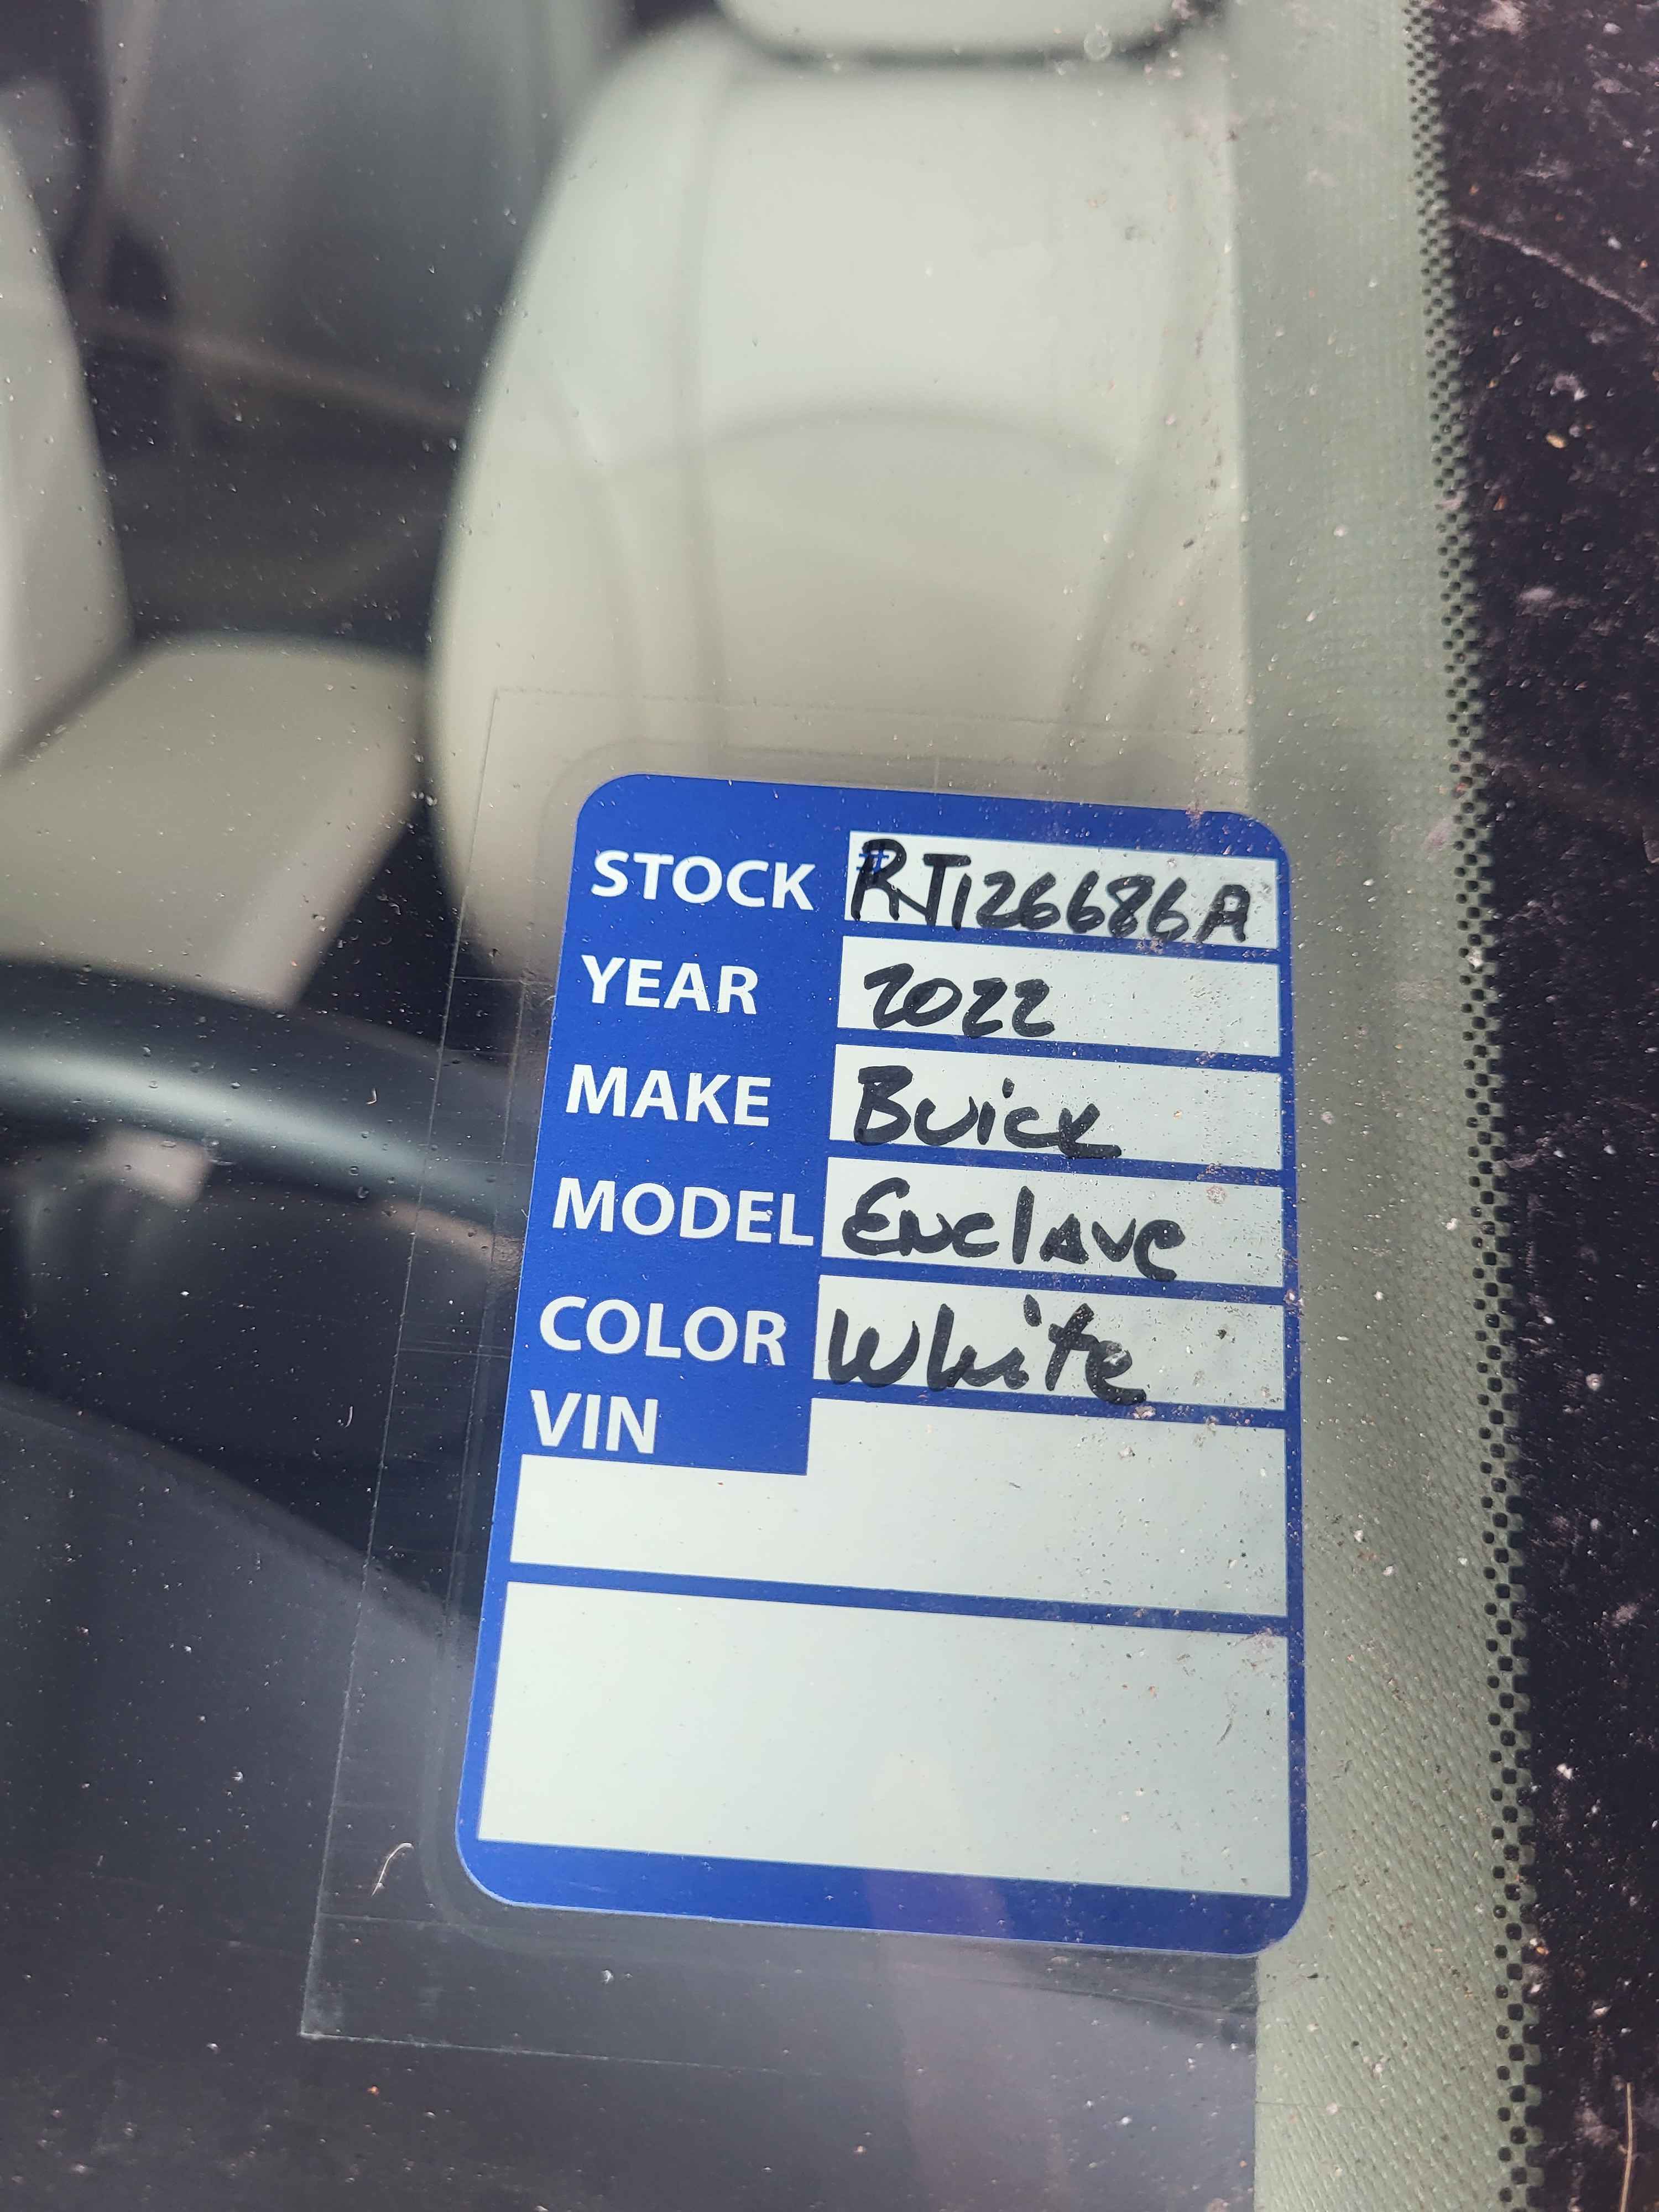 STOCK # RT126686A
YEAR 2022
MAKE Buick
MODEL Enclave
COLOR White
VIN